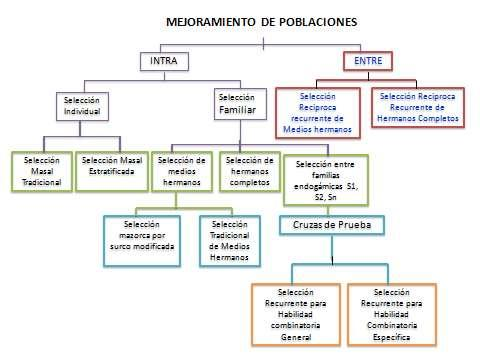 MEJORAMIENTO DE POBLACIONES
INTRA
ENTRE
Selección
Individual
Selección
Familiar
Selección
Reciproca
recurrente de
Medios hermanos
Selección Reciproca
Recurrente de
Hermanos Completos
Selección
Masal
Tradicional
Selección Masal
Estratificada
Selección de
medios
hermanos
Selección de
hermanos
completos
Selección entre
familias
endogámicas S1,
S2, Sn
Selección
mazorca por
surco modificada
Selección
Tradicional
de Medios
Hermanos
Cruzas de Prueba
Selección
Recurrente para
Habilidad
combinatoria
General
Selección
Recurrente para
Habilidad
Combinatoria
Específica